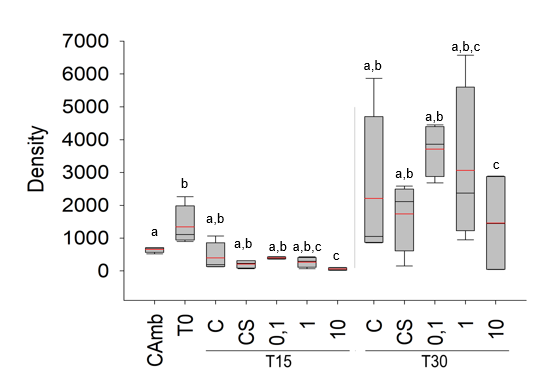 7000
6000
5000
4000
3000
2000
1000
0
Density
a
b
a,b
a,b
a,b
a,b,c
c
a,b
a,b
a,b
a,b,c
c
CAmb
T0
C
CS
0,1
1
10
C
CS
0,1
1
10
T15
T30